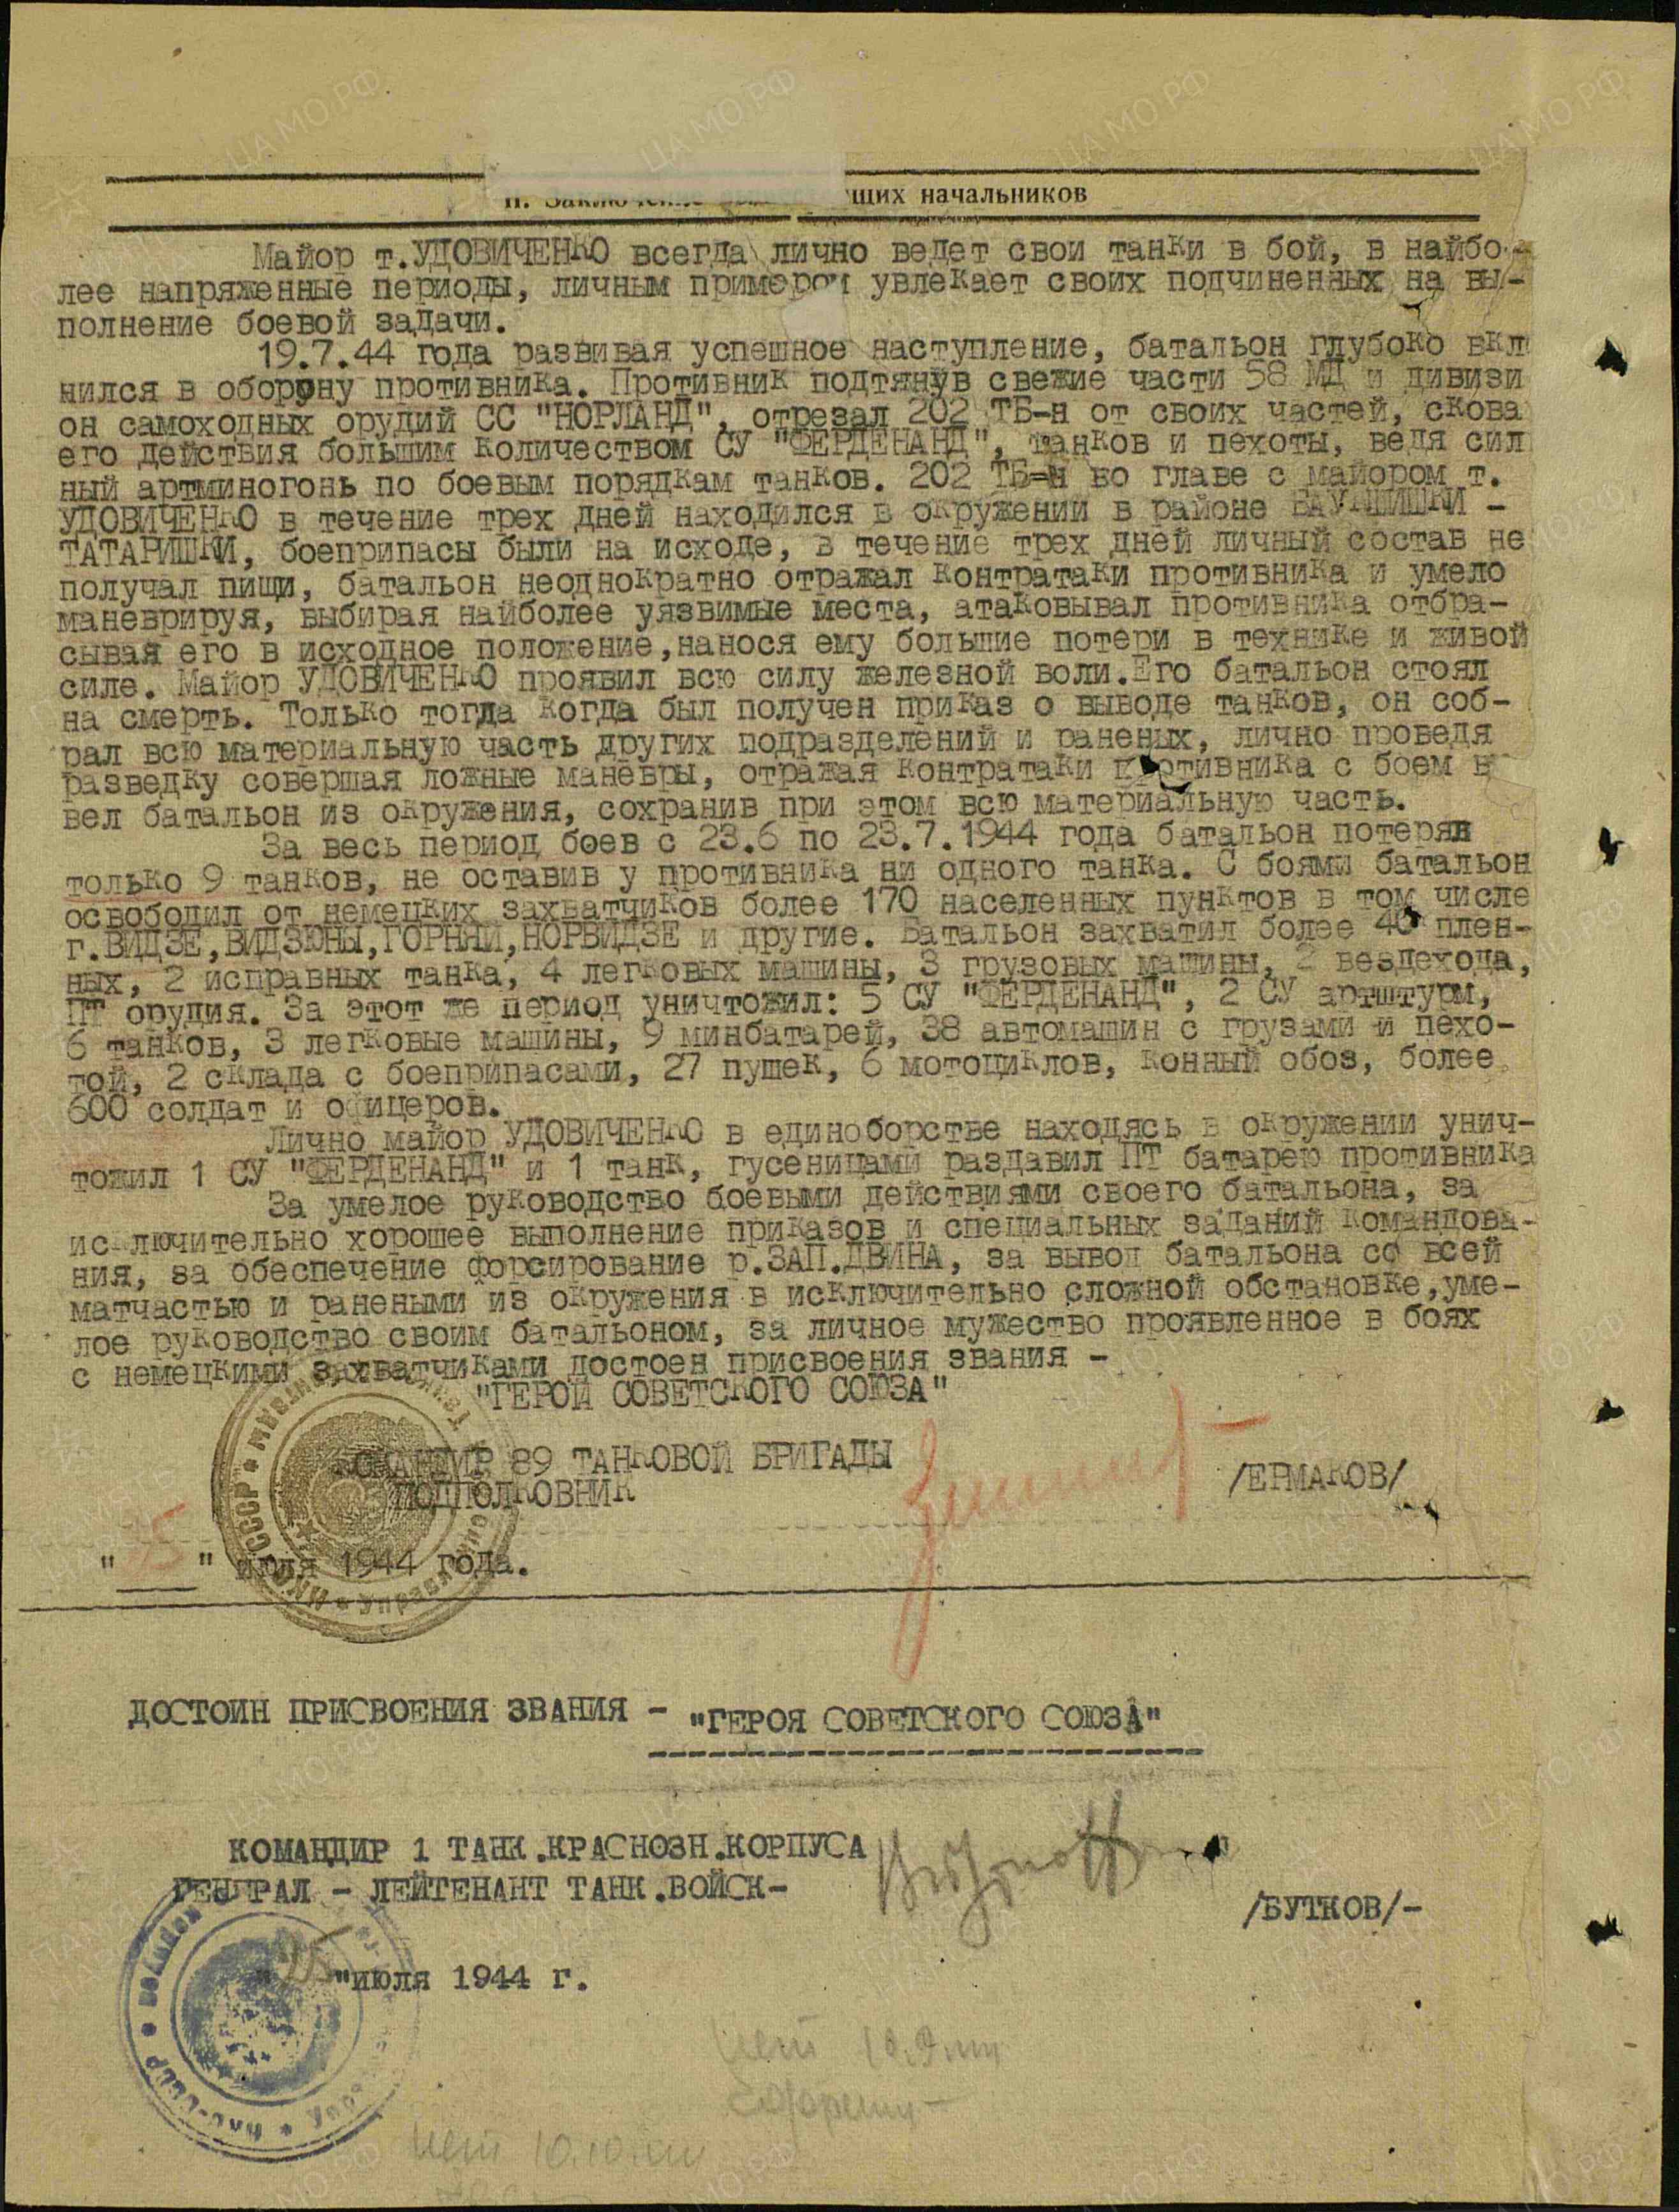 щих начальников
Майор т.УДОВИЧЕНКО всегда лично ведет свои танки в бой, в найбо-
лее напряженные периоды, личным примером увлекает своих подчиненных на вы-
полнение боевой задачи.
19.7.44 года развивая успешное наступление, батальон глубоко вкл
нился в оборону противника. Противник подтянув свежие части 58 МД и дивизи
он самоходных орудий СС "НОРЛАНД", отрезал 202 ТБ-н от своих частей, скова
его действия большим количеством СУ "ФЕРДЕНАНД", танков и пехоты, ведя сил
ный артминогонь по боевым порядкам танков. 202 ТБ-н во главе с майором т.
УДОВИЧЕНКО в течение трех дней находился в окружении в районе -
ТАТАРИШКИ, боеприпасы были на исходе, в течение трех дней личный состав не
получал пищи, батальон неоднократно отражал контратаки противника и умело
маневрируя, выбирая найболее уязвимые места, атаковывал противника отбра-
сывая его в исходное положение,нанося ему большие потери в технике и живой
силе. Майор УДОВИЧЕНКО проявил всю силу железной воли.Его батальон стоял
на смерть. Только тогда когда был получен приказ о выводе танков, он соб-
рал всю материальную часть других подразделений и раненых, лично проведя
разведку совершая ложные маневры, отражая контратаки противника с боем в
вел батальон из окружения, сохранив при этом всю материальную часть.
За весь период боев с 23.6 по 23.7.1944 года батальон потерял
только 9 танков, не оставив у противника ни одного танка. С боями батальон
освободил от немецких захватчиков более 170 населенных пунктов в том числе
г.ВИДЗЕ,ВИДЗЮНЫ,ГОРНЯЙ,НОРВИДЗЕ и другие. Батальон захватил более 40 плен-
ных, 2 исправных танка, 4 легковых машины, 3 грузовых машины, 2 вездехода,
ПТ орудия. За этот же период уничтожил: 5 СУ "ФЕРДЕНАНД", 2 СУ артштурм,
6 танков, 3 легковые машины, 9 минбатарей, 38 автомашин с грузами и пехо-
той, 2 склада с боеприпасами, 27 пушек, 6 мотоциклов, конный обоз, более
600 солдат и офицеров.
Лично майор УДОВИЧЕНКО в единоборстве находясь в окружении унич-
тожил 1 СУ "ФЕРДЕНАНД" и 1 танк, гусеницами раздавил ПТ батарею противника
За умелое руководство боевыми действиями своего батальона, за
исключительно хорошее выполнение приказов и специальных заданий командова-
ния, за обеспечение форсирование р.ЗАП.ДВИНА, за вывод батальона со всей
матчастью и ранеными из окружения в исключительно сложной обстановке,уме-
лое руководство своим батальоном, за личное мужество проявленное в боях
с немецкими захватчиками достоен присвоения звания -
"ГЕРОЙ СОВЕТСКОГО СОЮЗА"
КОМАНДИР 89 ТАНКОВОЙ БРИГАДЫ
ПОДПОЛКОВНИК
/ЕРМАКОВ/
"25" июля 1944 года.
ДОСТОИН ПРИСВОЕНИЯ ЗВАНИЯ - "ГЕРОЯ СОВЕТСКОГО СОЮЗА"
КОМАНДИР 1 ТАНК.КРАСНОЗН.КОРПУСА
ГЕНЕРАЛ - ЛЕЙТЕНАНТ ТАНК.ВОЙСК-
/БУТКОВ/-
"25"июля 1944 г.